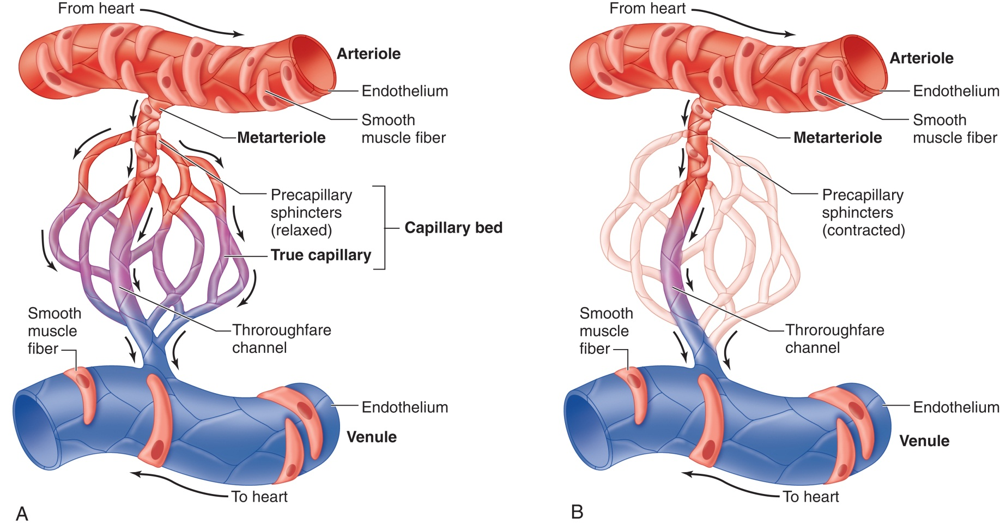 From heart
Arteriole
Endothelium
Smooth
muscle fiber
Metarteriole
Precapillary
sphincters
(relaxed)
Capillary bed
True capillary
Smooth
muscle
fiber
Throroughfare
channel
Endothelium
Venule
To heart
A
From heart
Arteriole
Endothelium
Smooth
muscle fiber
Metarteriole
Precapillary
sphincters
(contracted)
Smooth
muscle
fiber
Throroughfare
channel
Endothelium
Venule
To heart
B